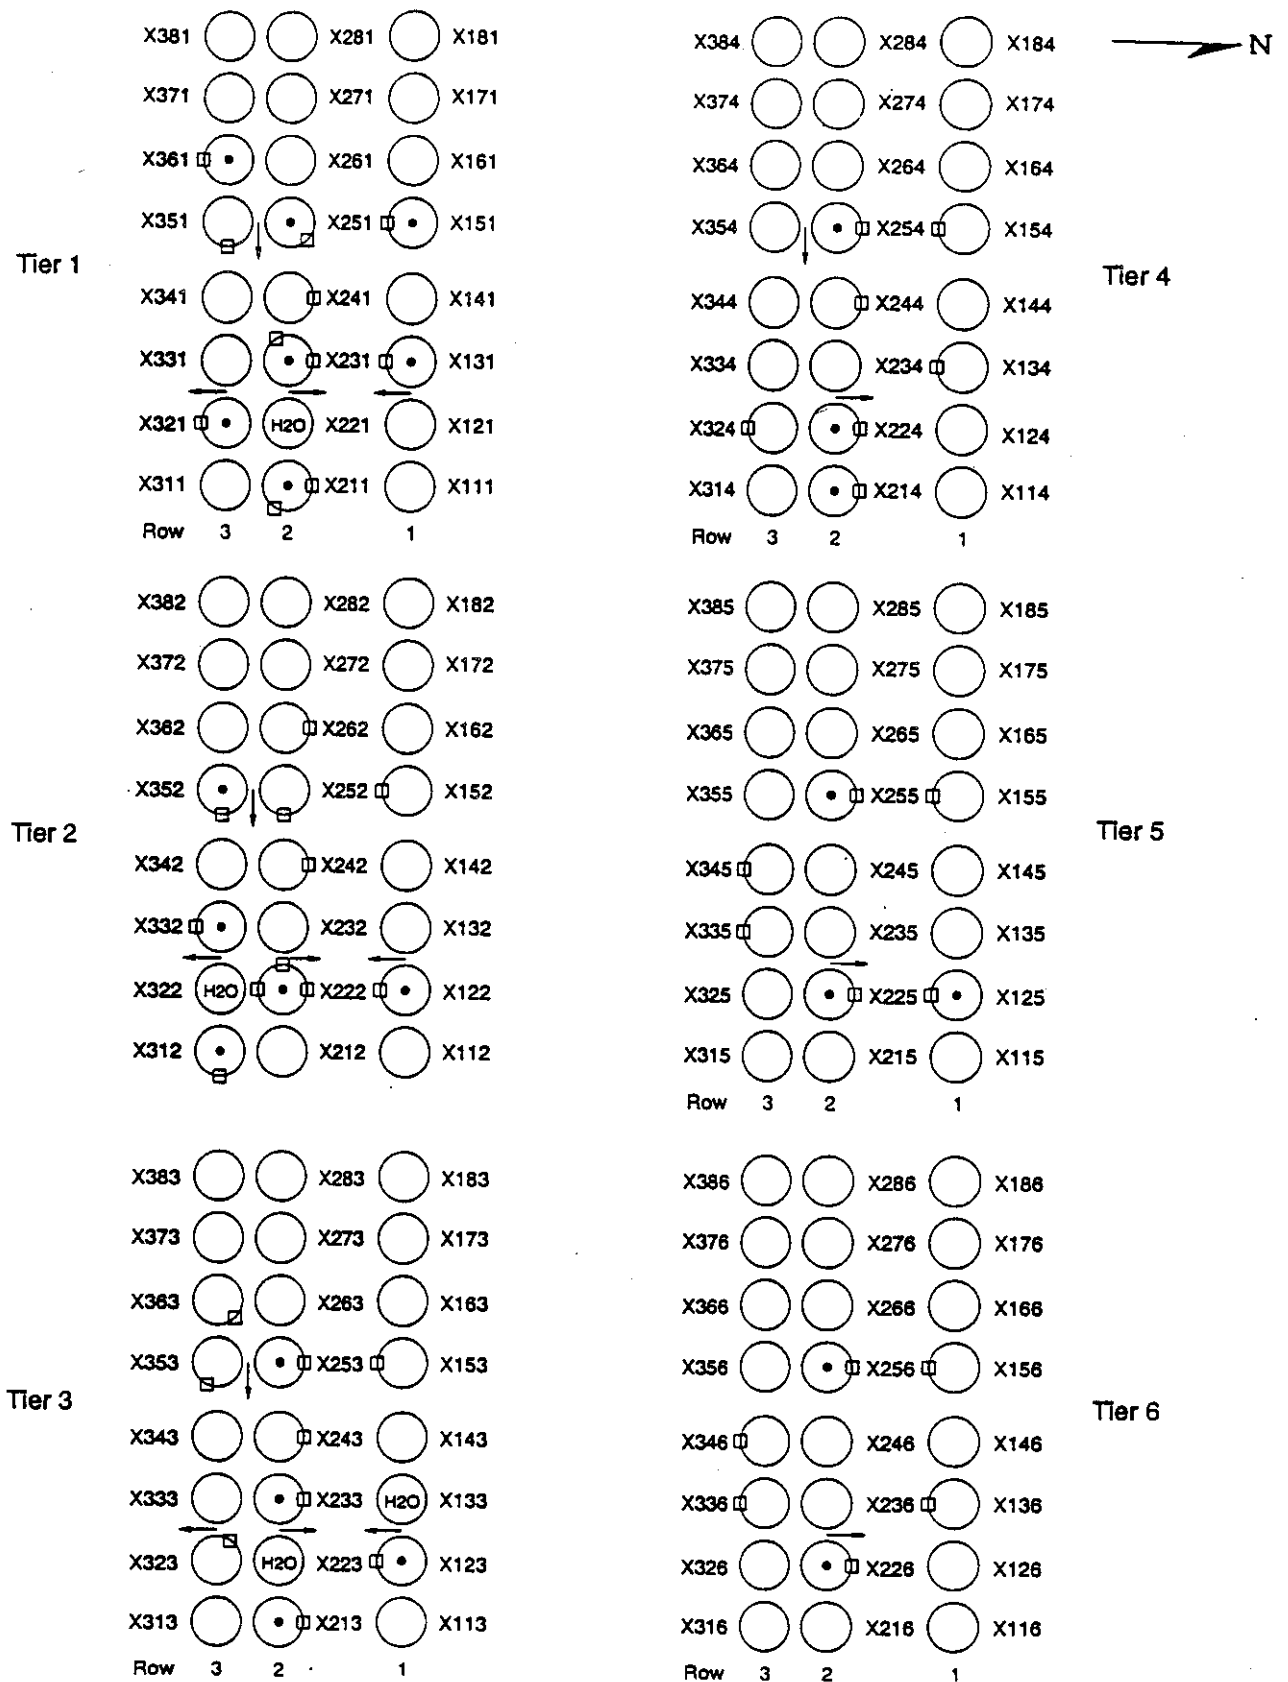 X381 X281 X181
X371 X271 X171
X361 X261 X161
X351 X251 X151
Tier 1
X341 X241 X141
X331 X231 X131
X321 H2O X221 X121
X311 X211 X111
Row 3 2 1
X384 X284 X184
N
X374 X274 X174
X364 X264 X164
X354 X254 X154
Tier 4
X344 X244 X144
X334 X234 X134
X324 X224 X124
X314 X214 X114
Row 3 2 1
X382 X282 X182
X372 X272 X172
X362 X262 X162
X352 X252 X152
Tier 2
X342 X242 X142
X332 X232 X132
X322 H2O X222 X122
X312 X212 X112
X385 X285 X185
X375 X275 X175
X365 X265 X165
X355 X255 X155
Tier 5
X345 X245 X145
X335 X235 X135
X325 X225 X125
X315 X215 X115
Row 3 2 1
X383 X283 X183
X373 X273 X173
X363 X263 X163
X353 X253 X153
Tier 3
X343 X243 X143
X333 X233 H2O X133
X323 H2O X223 X123
X313 X213 X113
Row 3 2 1
X386 X286 X186
X376 X276 X176
X366 X266 X166
X356 X256 X156
Tier 6
X346 X246 X146
X336 X236 X136
X326 X226 X126
X316 X216 X116
Row 3 2 1